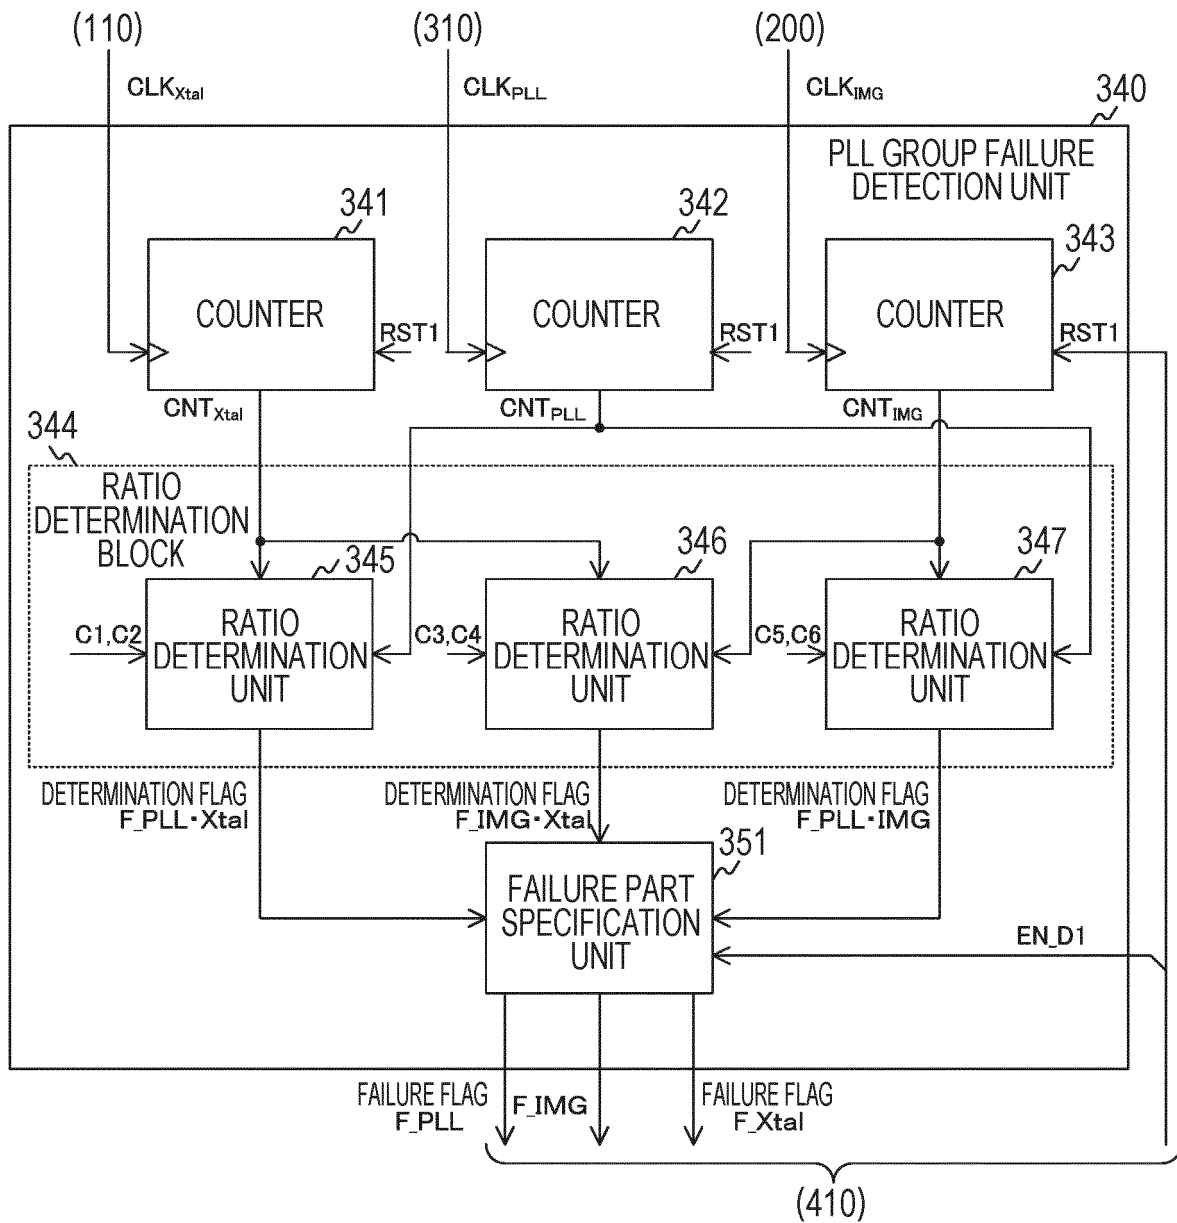 (110)
(310)
(200)
CLKXtal
CLKPLL
CLKIMG
340
PLL GROUP FAILURE
DETECTION UNIT
341
342
343
COUNTER
COUNTER
COUNTER
RST1
RST1
RST1
CNTXtal
CNTPLL
CNTIMG
344
RATIO
DETERMINATION
BLOCK
345
346
347
C1,C2
RATIO
DETERMINATION
UNIT
C3,C4
RATIO
DETERMINATION
UNIT
C5,C6
RATIO
DETERMINATION
UNIT
DETERMINATION FLAG
F_PLL・Xtal
DETERMINATION FLAG
F_IMG・Xtal
DETERMINATION FLAG
F_PLL・IMG
351
FAILURE PART
SPECIFICATION
UNIT
EN_D1
FAILURE FLAG
F_PLL
F_IMG
FAILURE FLAG
F_Xtal
(410)